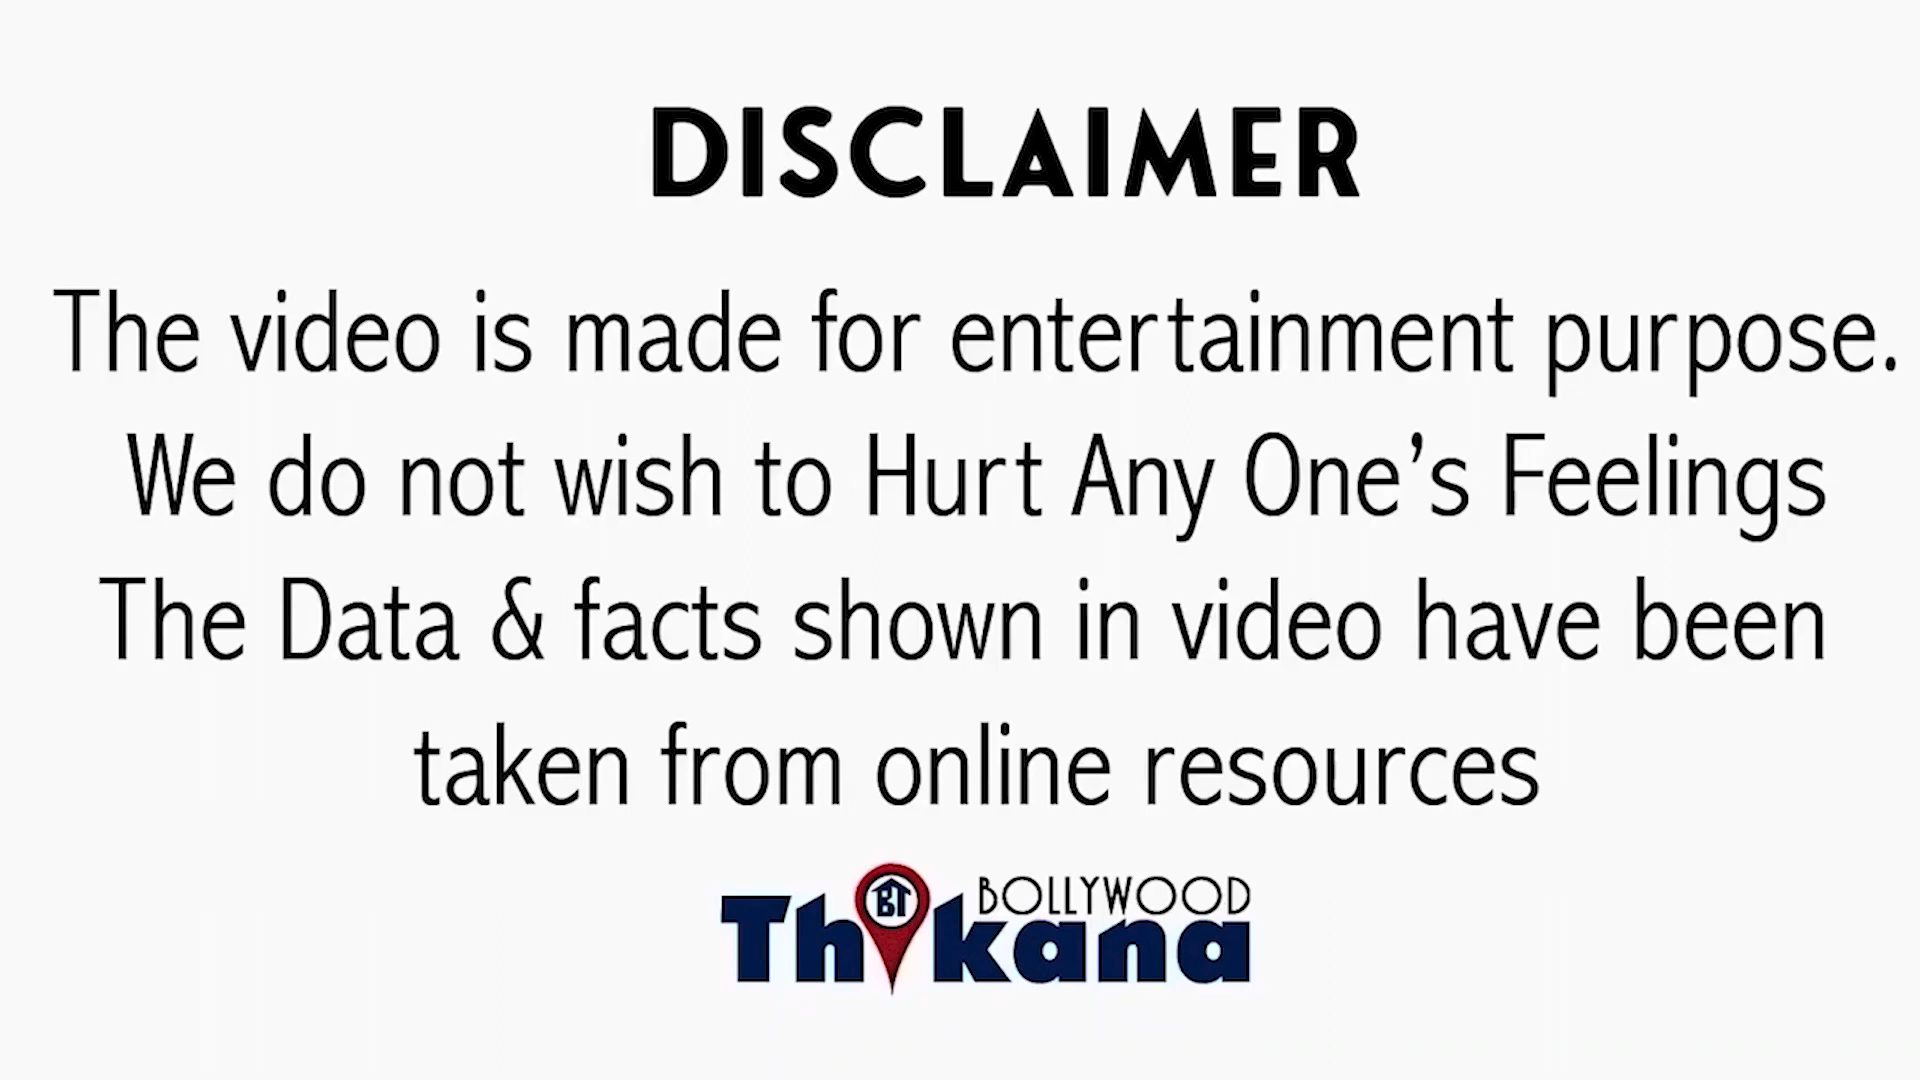 DISCLAIMER
The video is made for entertainment purpose.
We do not wish to Hurt Any One’s Feelings
The Data & facts shown in video have been
taken from online resources
BT
BOLLYWOOD
Thikana